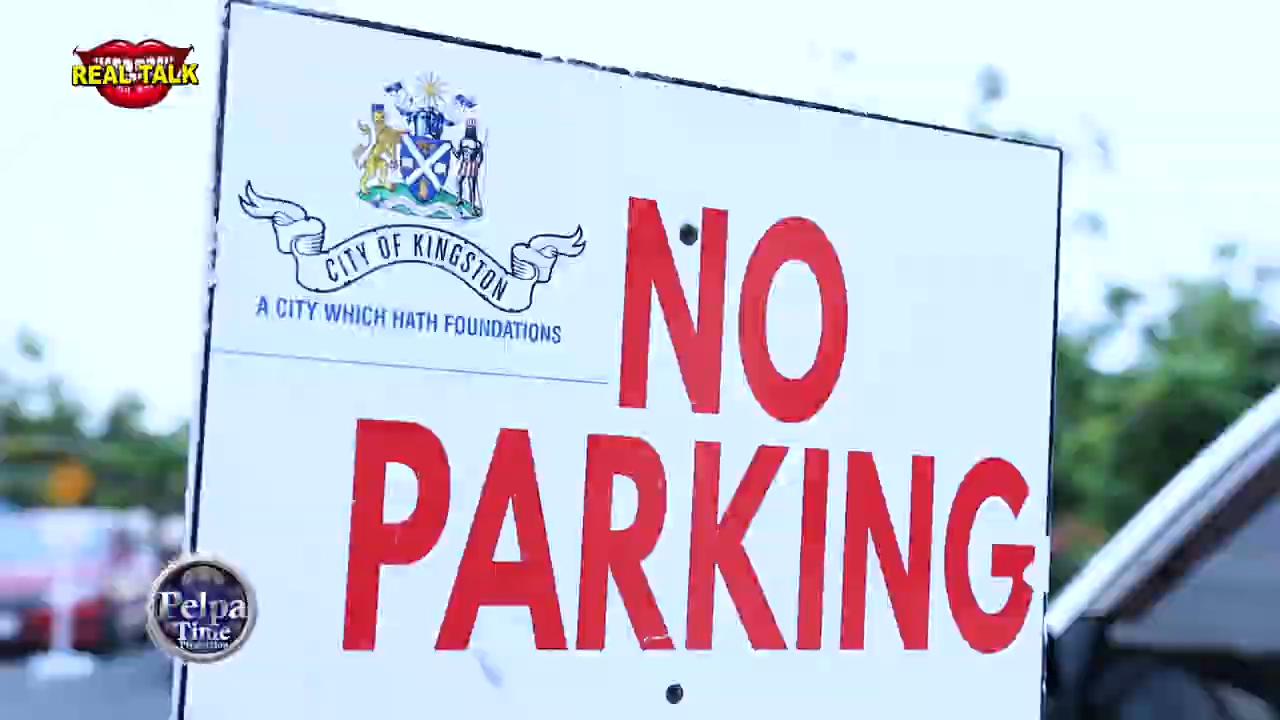 REAL TALK
CITY OF KINGSTON
A CITY WHICH HATH FOUNDATIONS
NO
PARKING
Pelpa
Time